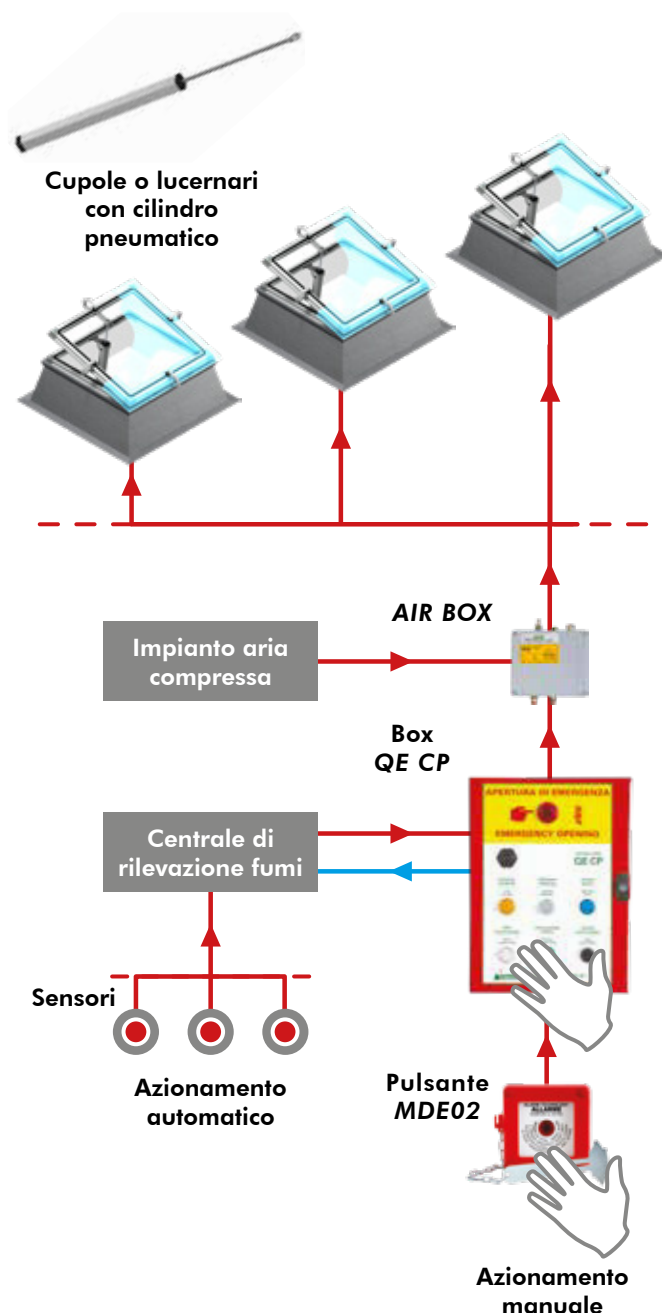 Cupole o lucernari
con cilindro
pneumatico
AIR BOX
Impianto aria
compressa
Box
QE CP
APERTURA DI EMERGENZA
EMERGENCY OPENING
QE CP
Centrale di
rilevazione fumi
Sensori
Azionamento
automatico
Pulsante
MDE02
ALLARME
Azionamento
manuale